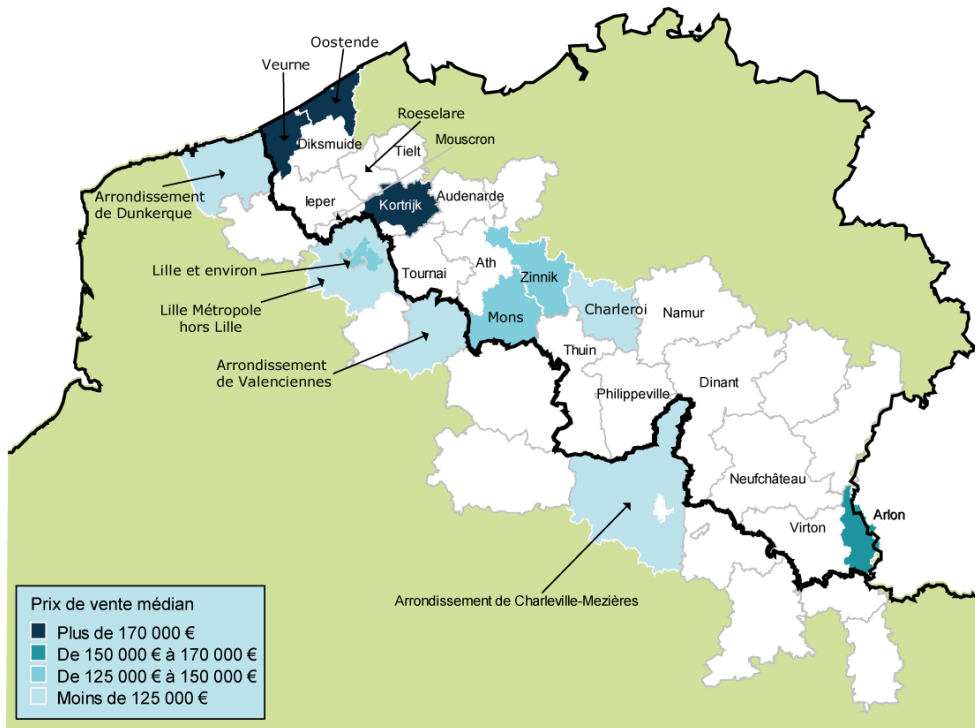 Oostende
Veurne
Roeselare
Mouscron
Diksmuide
Tielt
Arrondissement
de Dunkerque
Ieper
Kortrijk
Audenarde
Lille et environ
Tournai
Ath
Zinnik
Lille Métropole
hors Lille
Mons
Charleroi
Namur
Arrondissement
de Valenciennes
Thuin
Philippeville
Dinant
Neufchâteau
Virton
Arlon
Arrondissement de Charleville-Mezières
Prix de vente médian
Plus de 170 000 €
De 150 000 € à 170 000 €
De 125 000 € à 150 000 €
Moins de 125 000 €